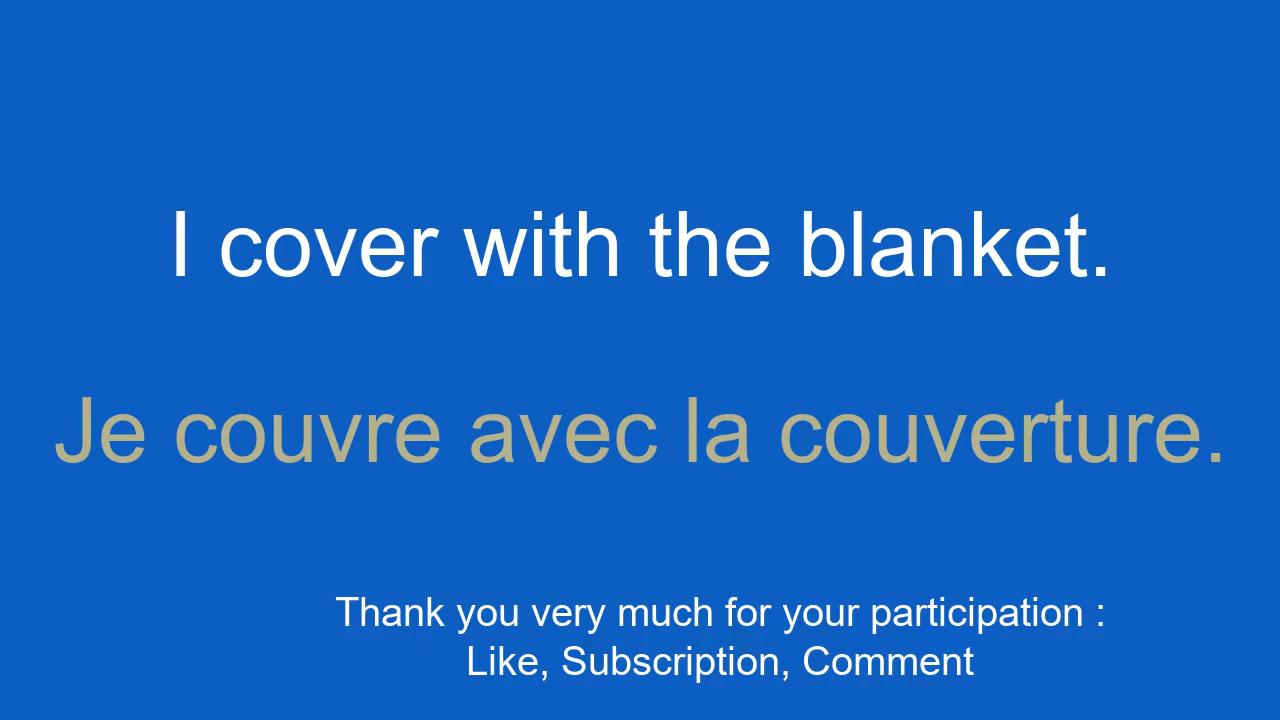 I cover with the blanket.
Je couvre avec la couverture.
Thank you very much for your participation :
Like, Subscription, Comment